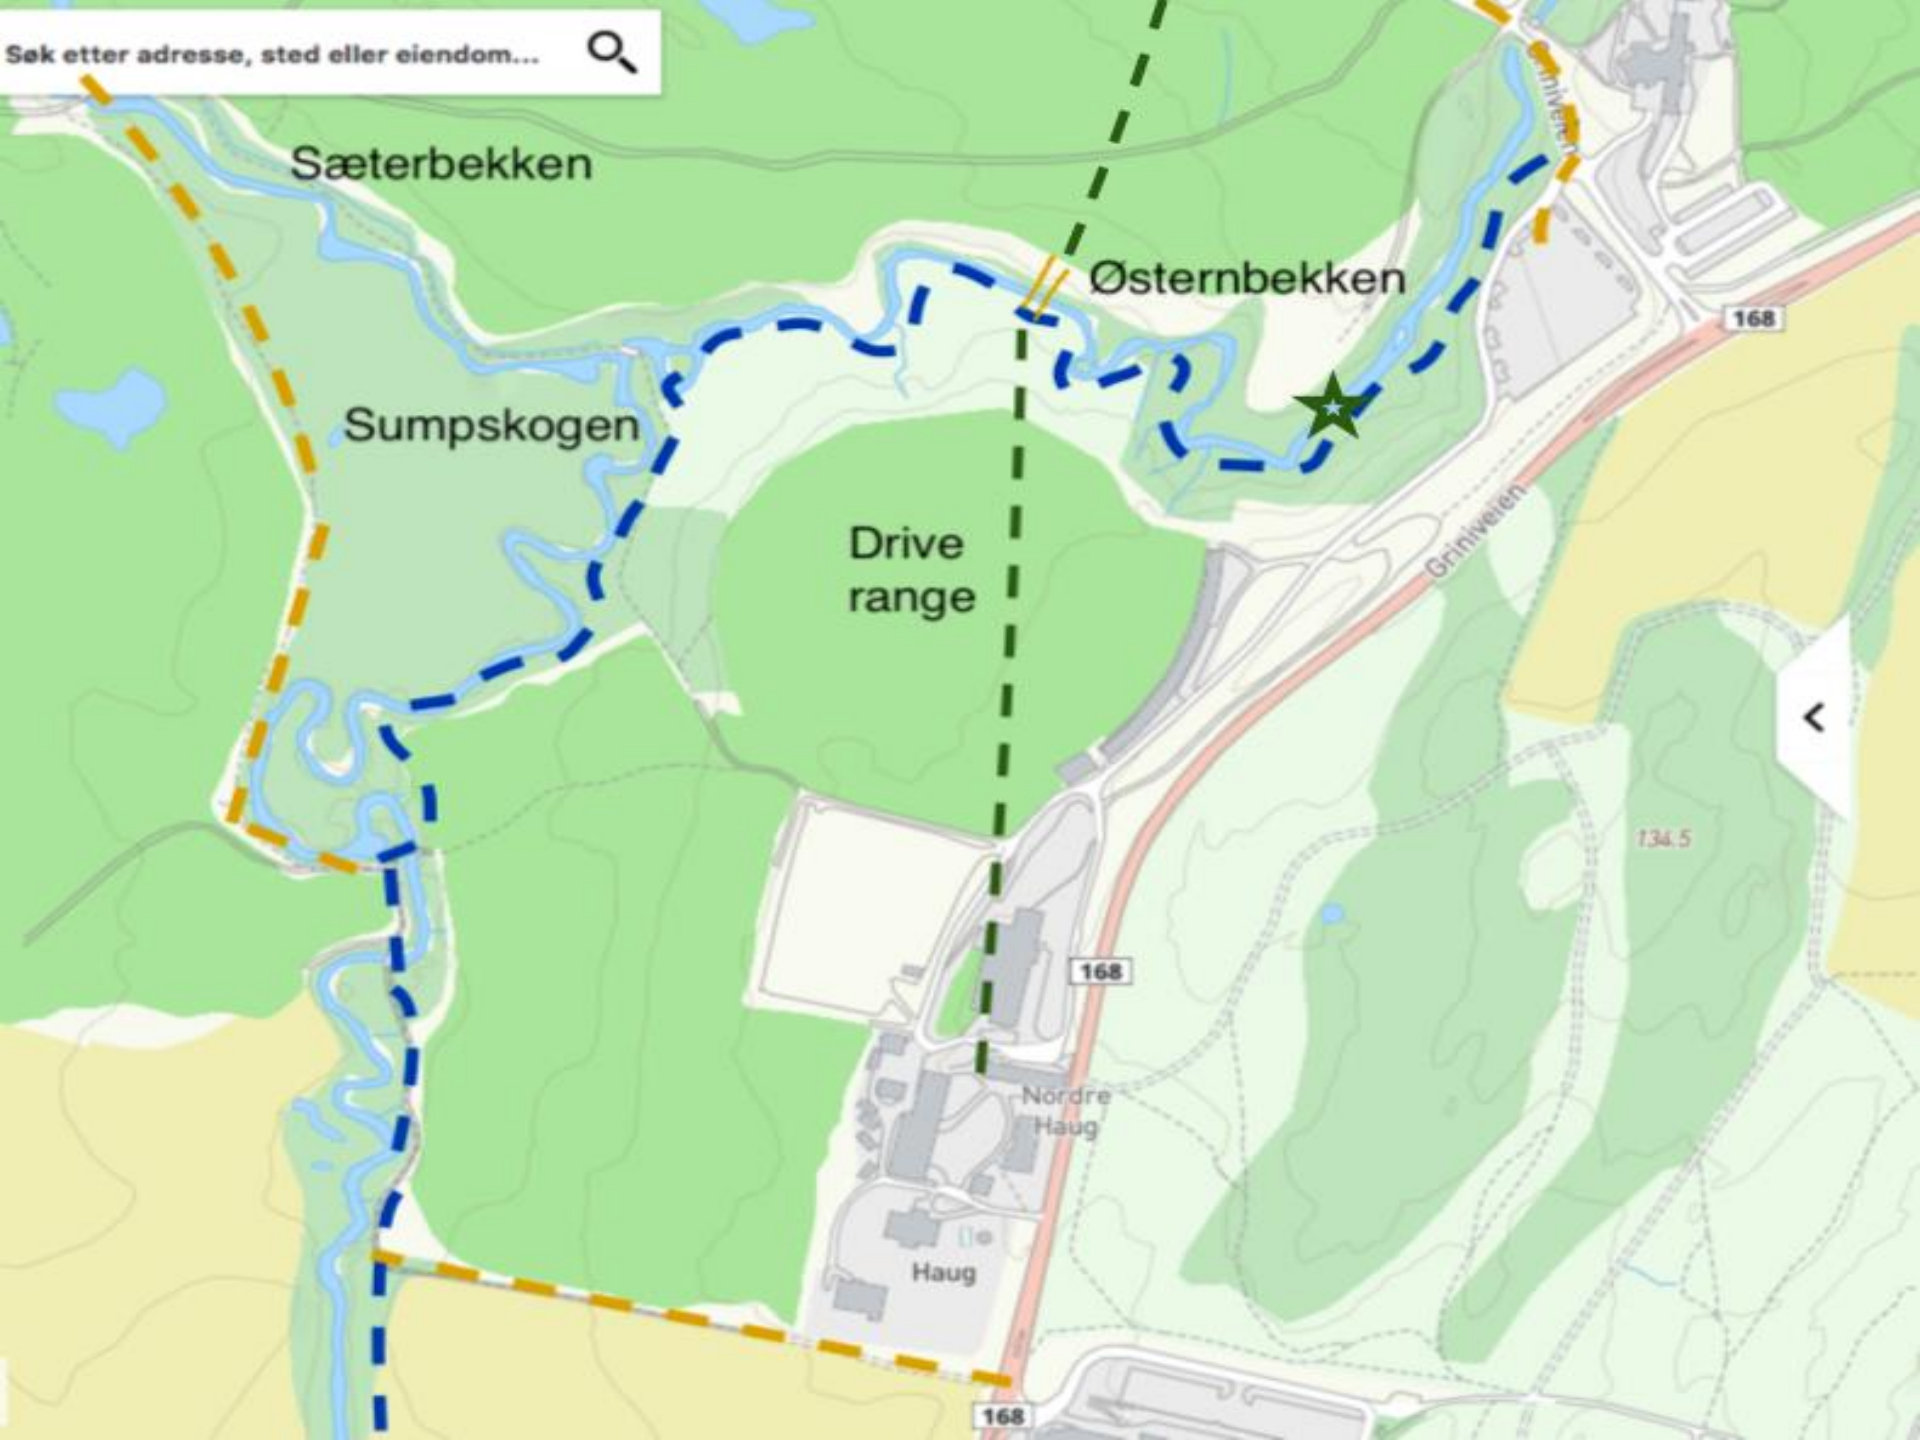 Søk etter adresse, sted eller eiendom...
Griniveien
Sæterbekken
Østernbekken
168
Sumpskogen
Drive
range
Griniveien
134.5
168
Nordre
Haug
Haug
168